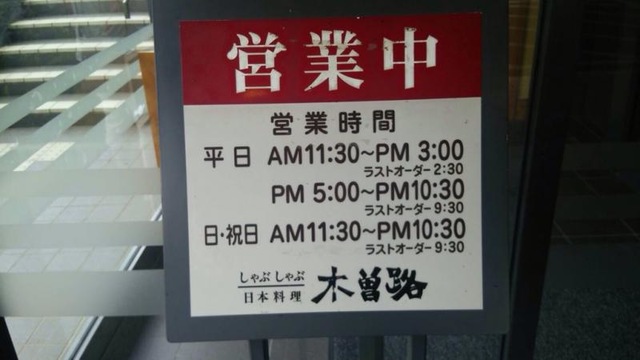 営業中
営業時間
平日 AM11:30~PM 3:00
ラストオーダー2:30
PM 5:00~PM10:30
ラストオーダー9:30
日・祝日 AM11:30~PM10:30
ラストオーダー9:30
しゃぶしゃぶ
日本料理 木曽路